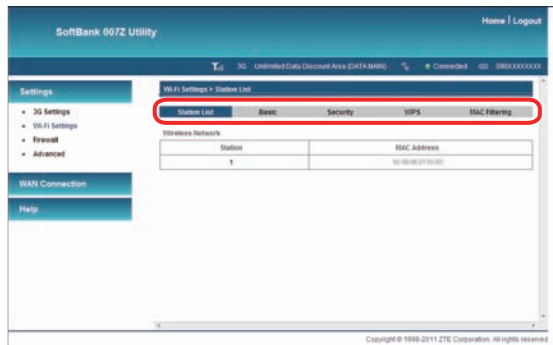 Home | Logout
SoftBank 007Z Utility
3G Unlimited Data Discount Area (DATA MAIN) Connected 090XXXXXXXX
Settings
Wi-Fi Settings > Station List
• 3G Settings
• Wi-Fi Settings
• Firewall
• Advanced
Station List Basic Security WPS MAC Filtering
Wireless Network
Station MAC Address
1
WAN Connection
Help
Copyright © 1998-2011 ZTE Corporation. All rights reserved